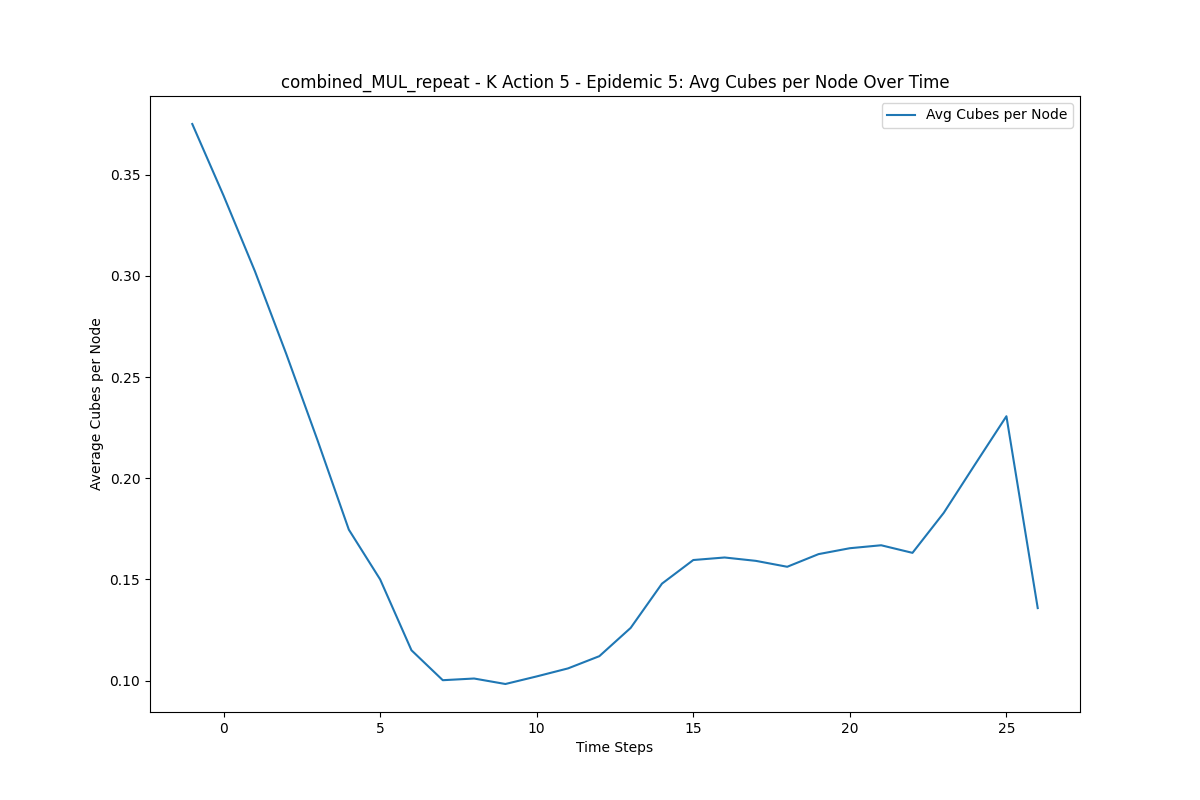 combined_MUL_repeat - K Action 5 - Epidemic 5: Avg Cubes per Node Over Time
Avg Cubes per Node
Average Cubes per Node
0.35
0.30
0.25
0.20
0.15
0.10
0 5 10 15 20 25
Time Steps